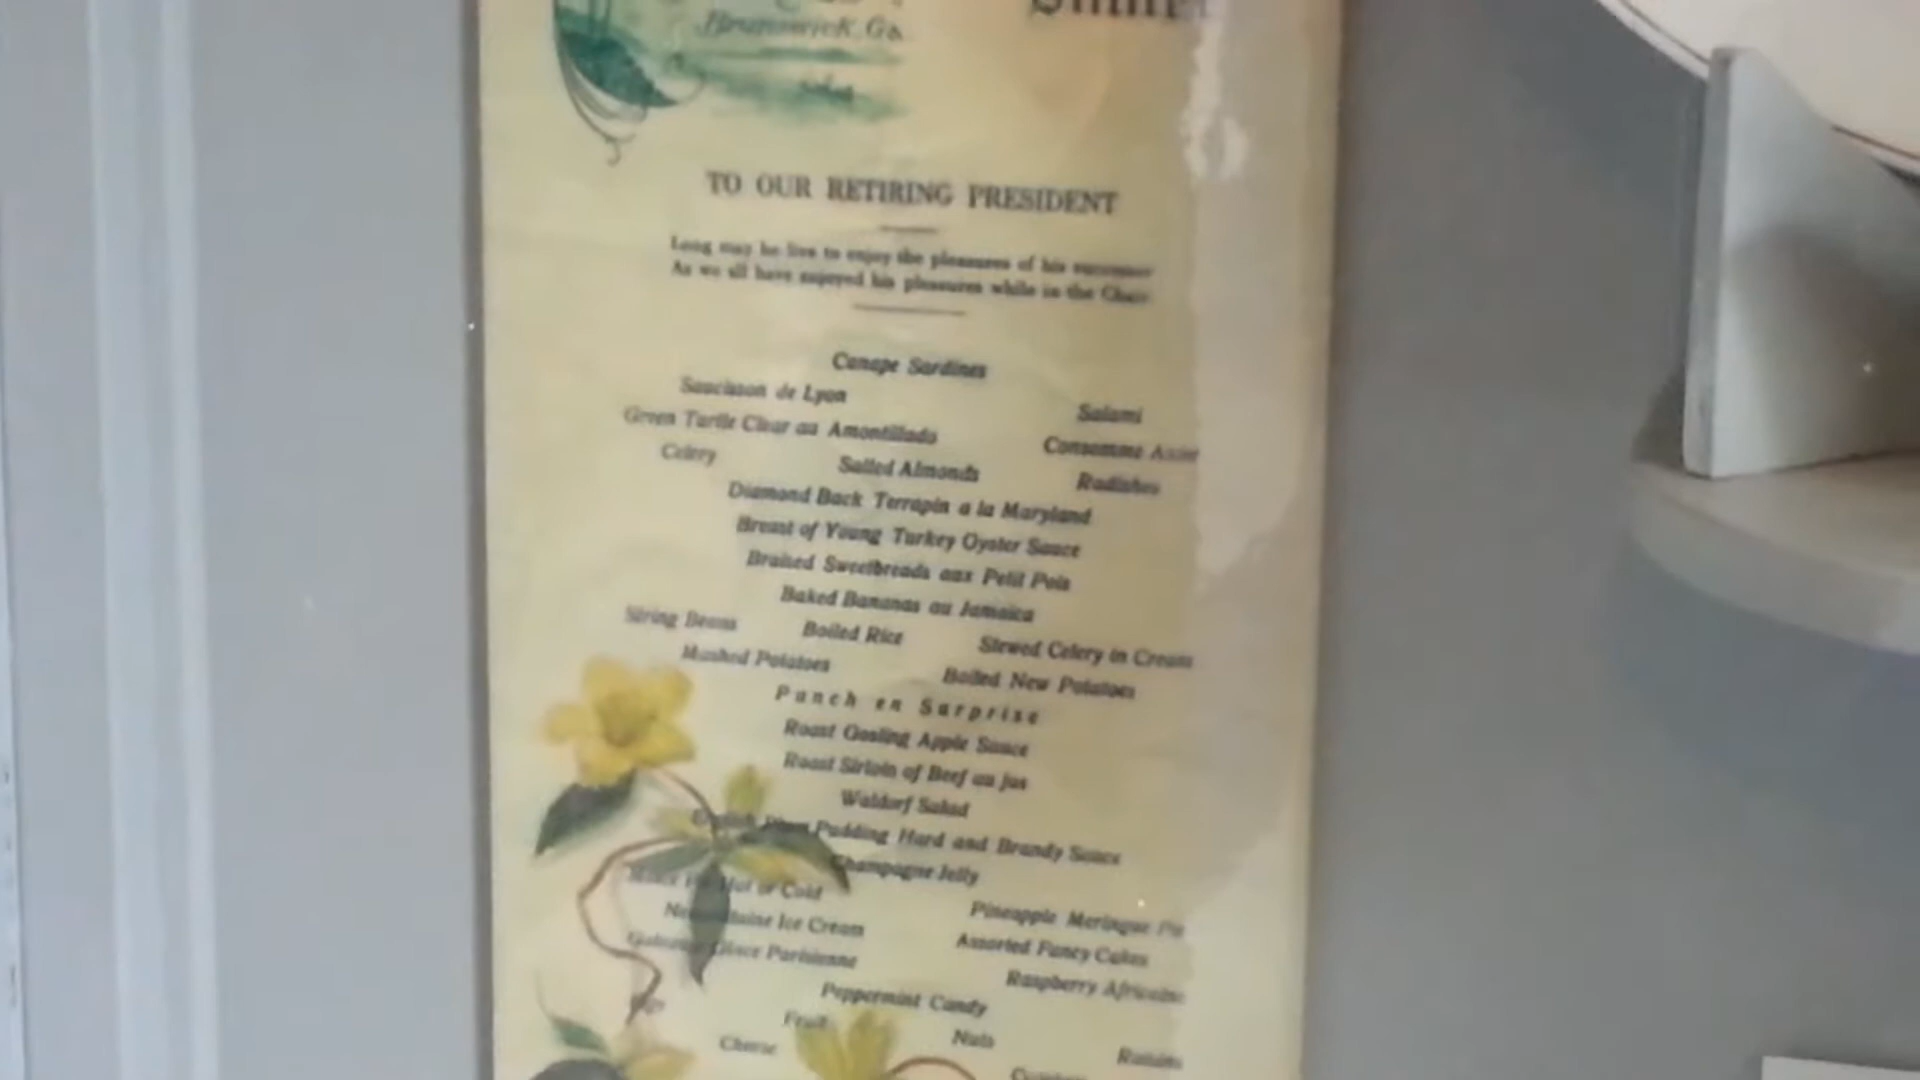 Brunswick, Ga.
Dinner
TO OUR RETIRING PRESIDENT
Long may he live to enjoy the pleasures of his successor
As we all have enjoyed his pleasures while in the Chair
Canape Sardines
Saucisson de Lyon Salami
Green Turtle Clear au Amontillado Consomme
Celery Salted Almonds Radishes
Diamond Back Terrapin a la Maryland
Breast of Young Turkey Oyster Sauce
Braised Sweetbreads aux Petit Pois
Baked Bananas au Jamaica
String Beans Boiled Rice Stewed Celery in Cream
Mashed Potatoes Boiled New Potatoes
Punch en Surprise
Roast Gosling Apple Sauce
Roast Sirloin of Beef au jus
Waldorf Salad
Pudding Hard and Brandy Sauce
Champagne Jelly
Hot or Cold Pineapple Meringue Pie
Ice Cream Assorted Fancy Cakes
Parisienne Raspberry
Peppermint Candy
Fruit Nuts Raisins
Cheese